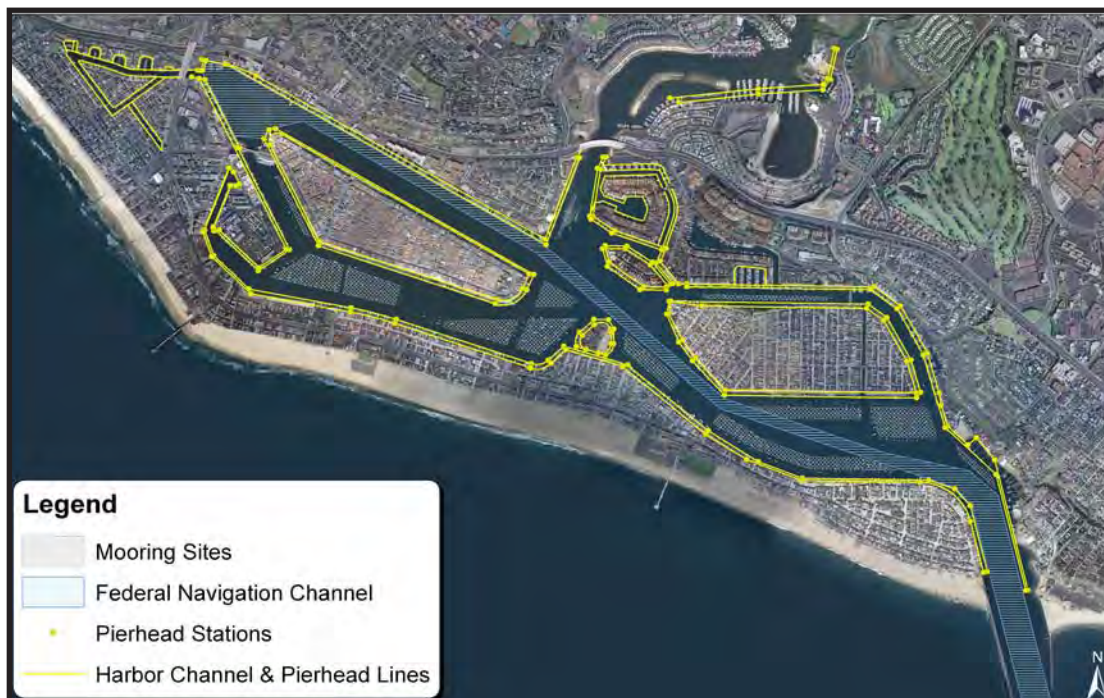 Legend
Mooring Sites
Federal Navigation Channel
Pierhead Stations
Harbor Channel & Pierhead Lines
N